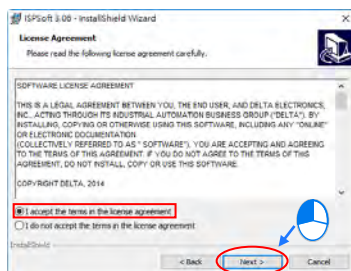 ISPSoft 3.06 - InstallShield Wizard
License Agreement
Please read the following license agreement carefully.
SOFTWARE LICENSE AGREEMENT
THIS IS A LEGAL AGREEMENT BETWEEN YOU, THE END USER, AND DELTA ELECTRONICS,
INC., ACTING THROUGH ITS INDUSTRIAL AUTOMATION BUSINESS GROUP ("DELTA"). BY
INSTALLING, COPYING OR OTHERWISE USING THIS SOFTWARE, INCLUDING ANY "ONLINE"
OR ELECTRONIC DOCUMENTATION
(COLLECTIVELY REFERRED TO AS " SOFTWARE"), YOU ARE ACCEPTING AND AGREEING
TO THE TERMS OF THIS AGREEMENT. IF YOU DO NOT AGREE TO THE TERMS OF THIS
AGREEMENT, DO NOT INSTALL, COPY OR USE THIS SOFTWARE.
COPYRIGHT DELTA, 2014
I accept the terms in the license agreement
I do not accept the terms in the license agreement
InstallShield
< Back
Next >
Cancel